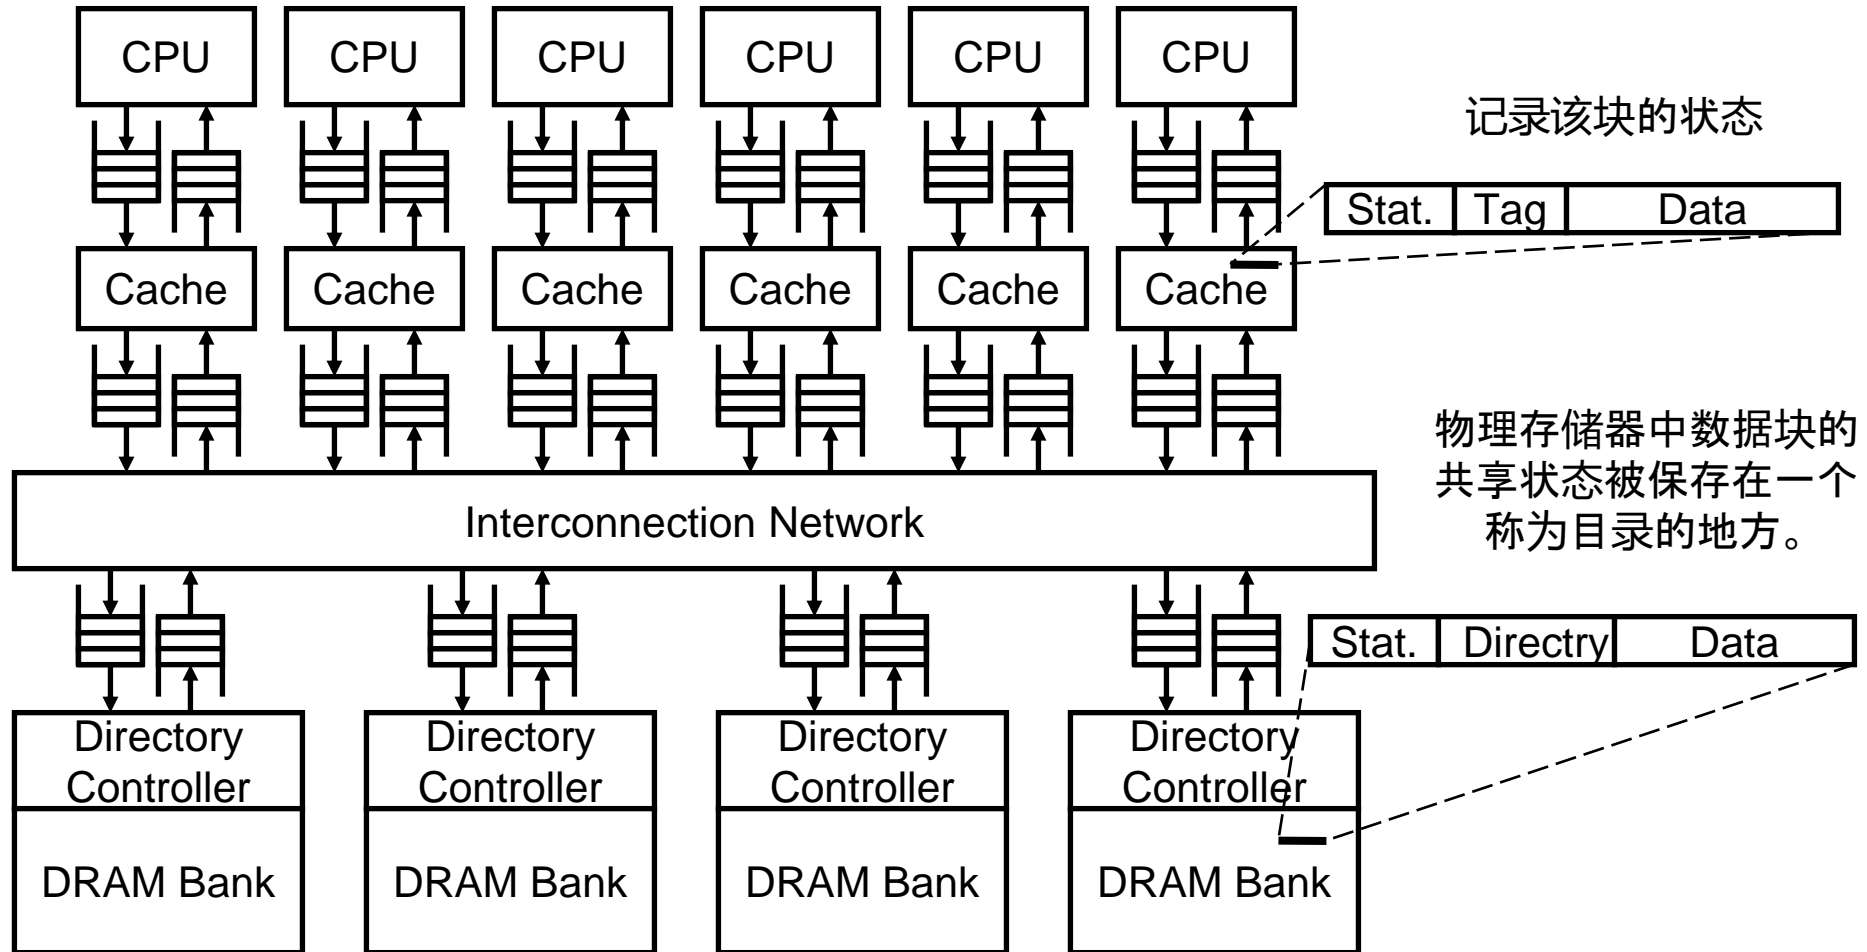 CPU CPU CPU CPU CPU CPU
记录该块的状态
Stat. Tag Data
Cache Cache Cache Cache Cache Cache
物理存储器中数据块的
共享状态被保存在一个
称为目录的地方。
Interconnection Network
Stat. Directry Data
Directory Directory Directory Directory
Controller Controller Controller Controller
DRAM Bank DRAM Bank DRAM Bank DRAM Bank